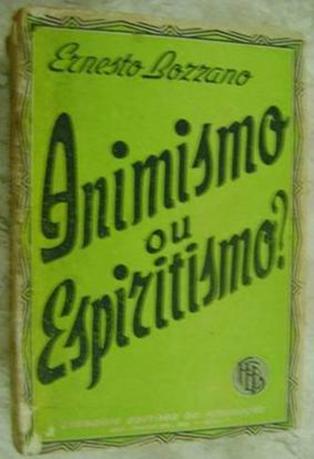 Ernesto Bozzano
Animismo
ou
Espiritismo?
FEB